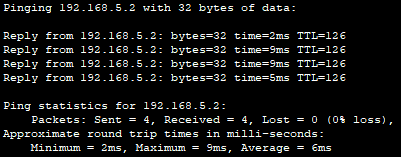 Pinging 192.168.5.2 with 32 bytes of data:
Reply from 192.168.5.2: bytes=32 time=2ms TTL=126
Reply from 192.168.5.2: bytes=32 time=9ms TTL=126
Reply from 192.168.5.2: bytes=32 time=9ms TTL=126
Reply from 192.168.5.2: bytes=32 time=5ms TTL=126
Ping statistics for 192.168.5.2:
Packets: Sent = 4, Received = 4, Lost = 0 (0% loss),
Approximate round trip times in milli-seconds:
Minimum = 2ms, Maximum = 9ms, Average = 6ms